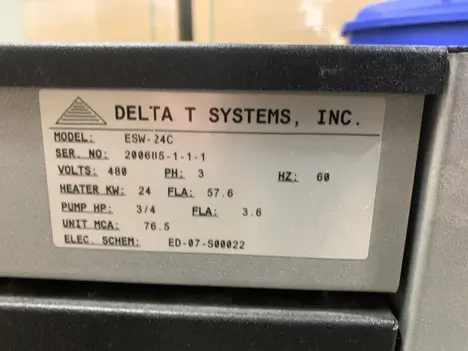 DELTA T SYSTEMS, INC.
MODEL: ESW-24C
SER. NO: 200685-1-1-1
VOLTS: 480 PH: 3 HZ: 60
HEATER KW: 24 FLA: 57.6
PUMP HP: 3/4 FLA: 3.6
UNIT MCA: 76.5
ELEC. SCHEM: ED-07-S00022